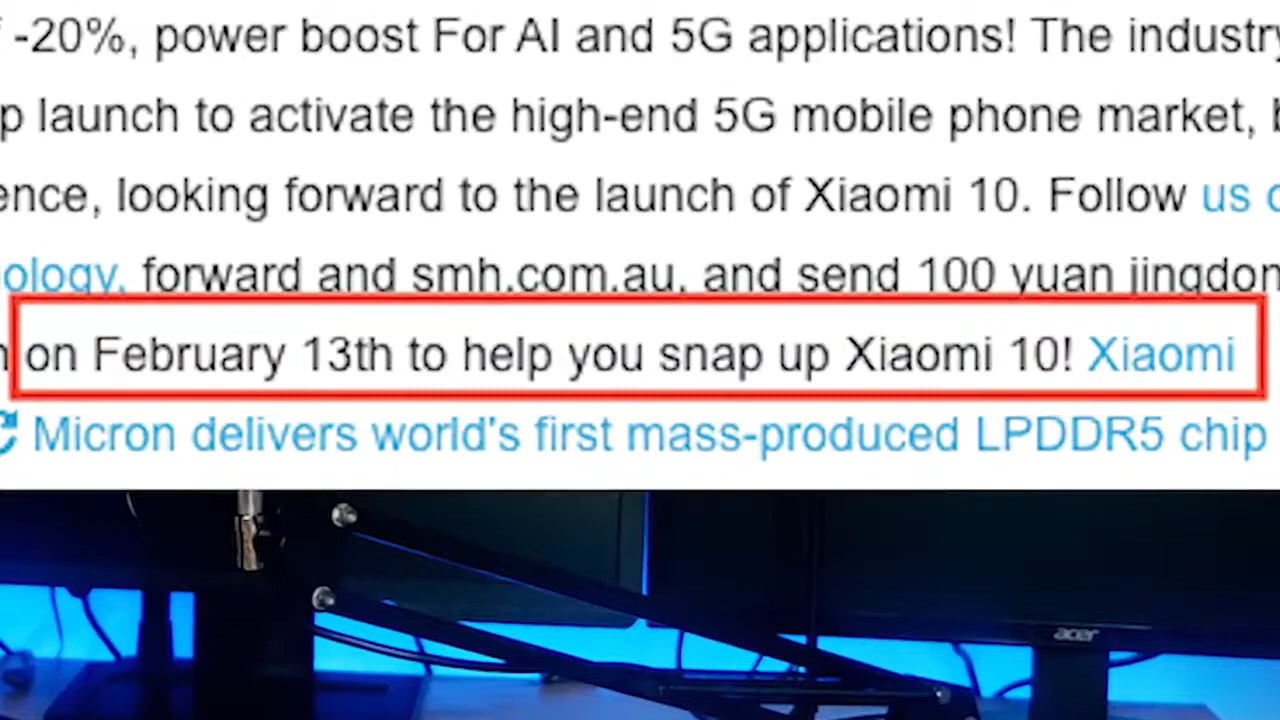 -20%, power boost For AI and 5G applications! The industry
launch to activate the high-end 5G mobile phone market,
looking forward to the launch of Xiaomi 10. Follow us
forward and smh.com.au, and send 100 yuan
on February 13th to help you snap up Xiaomi 10! Xiaomi
Micron delivers world's first mass-produced LPDDR5 chip
acer